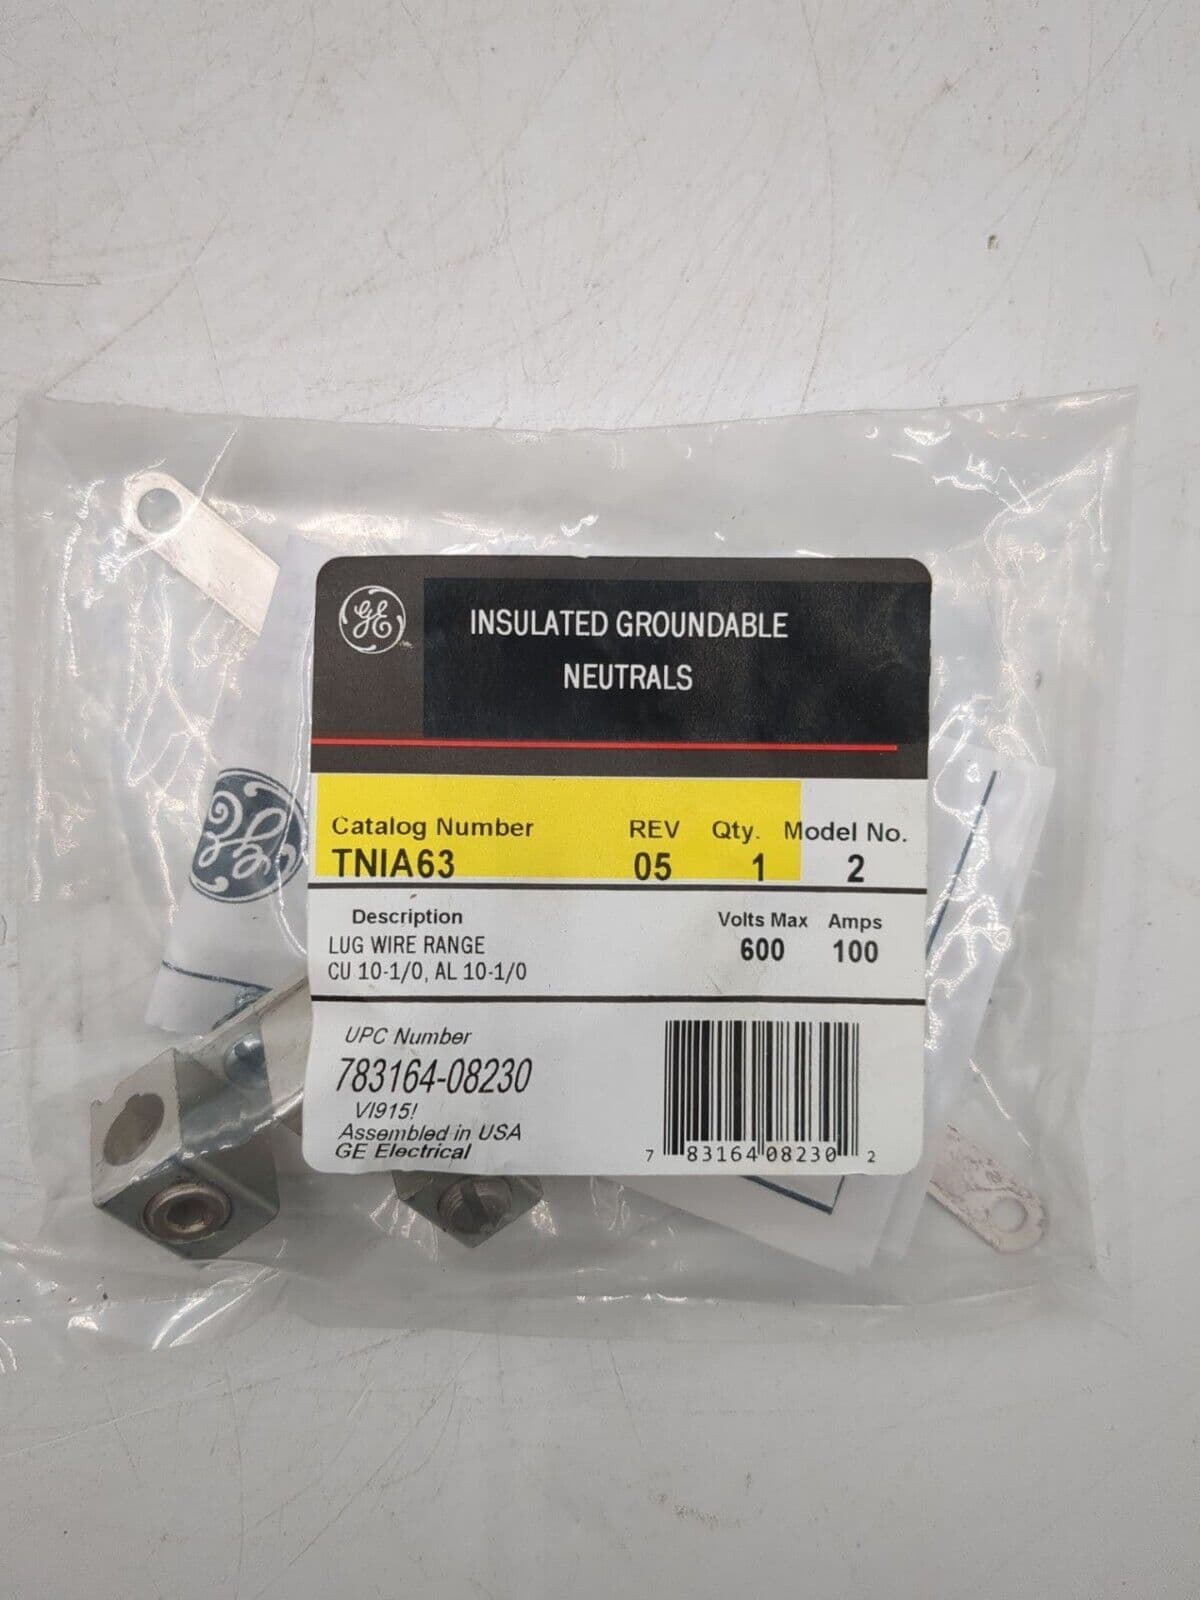 GE
INSULATED GROUNDABLE
NEUTRALS
Catalog Number REV Qty. Model No.
TNIA63 05 1 2
Description Volts Max Amps
LUG WIRE RANGE 600 100
CU 10-1/0, AL 10-1/0
UPC Number
783164-08230
VI915!
Assembled in USA
GE Electrical
7 83164 08230 2
GE